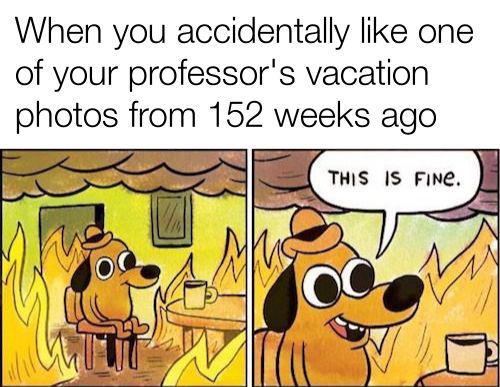 When you accidentally like one
of your professor's vacation
photos from 152 weeks ago
THIS IS FINE.